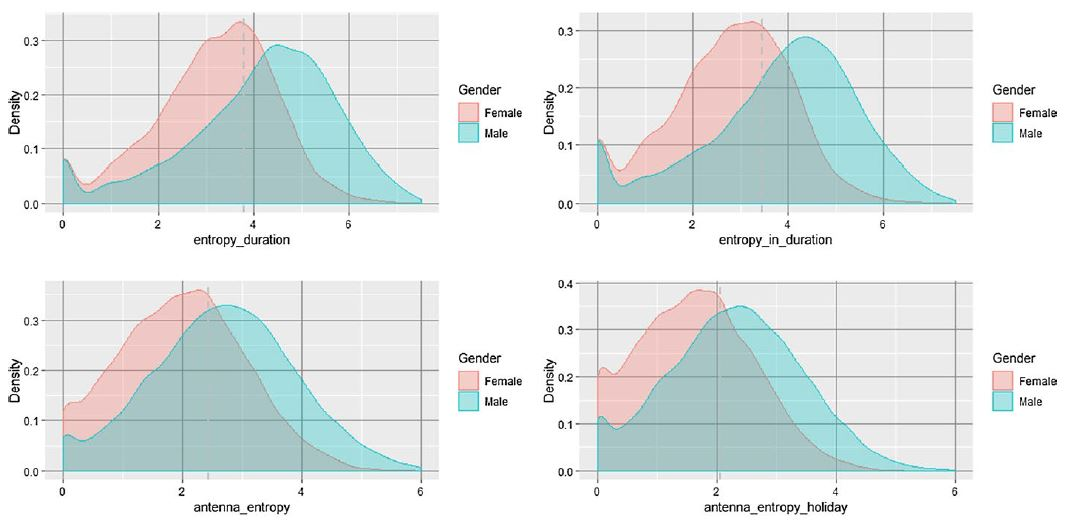 Density
0.3
0.2
0.1
0.0
0 2 4 6
entropy_duration
Gender
Female
Male
Density
0.3
0.2
0.1
0.0
0 2 4 6
entropy_in_duration
Gender
Female
Male
Density
0.3
0.2
0.1
0.0
0 2 4 6
antenna_entropy
Gender
Female
Male
Density
0.4
0.3
0.2
0.1
0.0
0 2 4 6
antenna_entropy_holiday
Gender
Female
Male